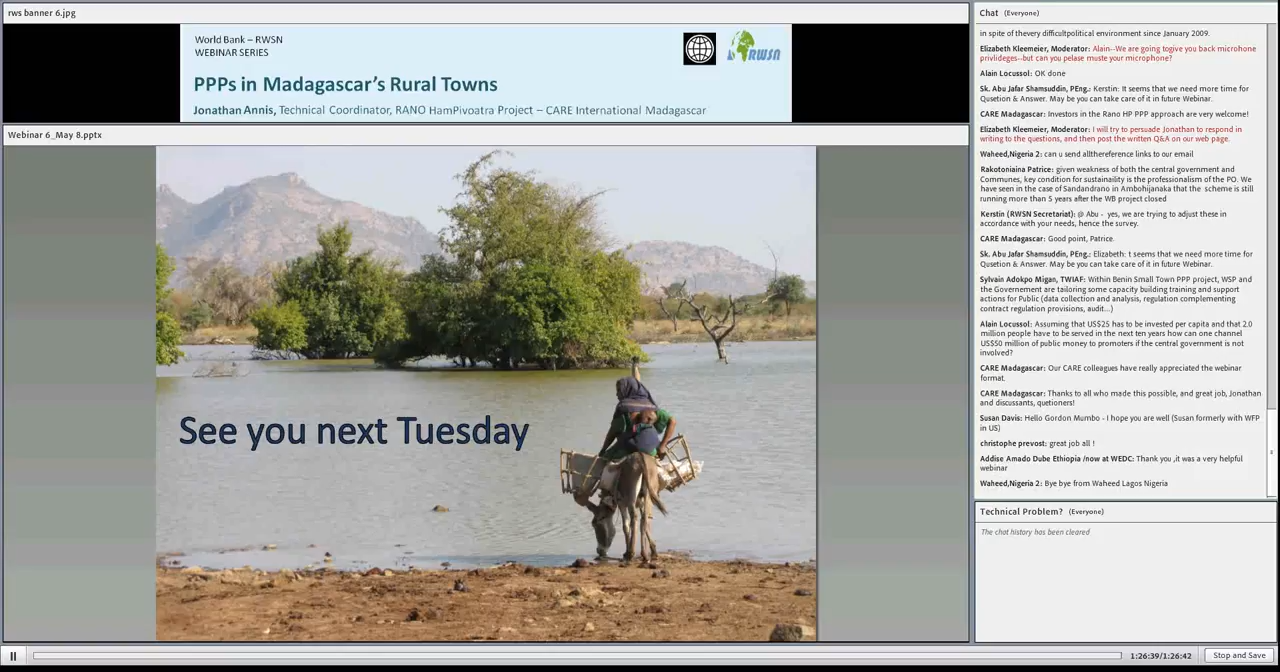 rws banner 6.jpg
World Bank – RWSN
WEBINAR SERIES
RWSN
PPPs in Madagascar's Rural Towns
Jonathan Annis, Technical Coordinator, RANO HamPivoatra Project – CARE International Madagascar
Webinar 6_May 8.pptx
See you next Tuesday
Chat (Everyone)
in spite of thevery difficultpolitical environment since January 2009.
Elizabeth Kleemeier, Moderator: Alain--We are going togive you back microhone
privlideges--but can you pelase muste your microphone?
Alain Locussol: OK done
Sk. Abu Jafar Shamsuddin, PEng.: Kerstin: It seems that we need more time for
Qusetion & Answer. May be you can take care of it in future Webinar.
CARE Madagascar: Investors in the Rano HP PPP approach are very welcome!
Elizabeth Kleemeier, Moderator: I will try to persuade Jonathan to respond in
writing to the questions, and then post the written Q&A on our web page.
Waheed,Nigeria 2: can u send allthereference links to our email
Rakotoniaina Patrice: given weakness of both the central government and
Communes, key condition for sustainaility is the professionalism of the PO. We
have seen in the case of Sandandrano in Ambohijanaka that the scheme is still
running more than 5 years after the WB project closed
Kerstin (RWSN Secretariat): @ Abu - yes, we are trying to adjust these in
accordance with your needs, hence the survey.
CARE Madagascar: Good point, Patrice.
Sk. Abu Jafar Shamsuddin, PEng.: Elizabeth: t seems that we need more time for
Qusetion & Answer. May be you can take care of it in future Webinar.
Sylvain Adokpo Migan, TWIAF: Within Benin Small Town PPP project, WSP and
the Governement are tailoring some capacity building training and support
actions for Public (data collection and analysis, regulation complementing
contract regulation provisions, audit...)
Alain Locussol: Assuming that US$25 has to be invested per capita and that 2.0
million people have to be served in the next ten years how can one channel
US$50 million of public money to promoters if the central government is not
involved?
CARE Madagascar: Our CARE colleagues have really appreciated the webinar
format.
CARE Madagascar: Thanks to all who made this possible, and great job, Jonathan
and discussants, quetioners!
Susan Davis: Hello Gordon Mumbo - I hope you are well (Susan formerly with WFP
in US)
christophe prevost: great job all !
Addise Amado Dube Ethiopia /now at WEDC: Thank you ,it was a very helpful
webinar
Waheed,Nigeria 2: Bye bye from Waheed Lagos Nigeria
Technical Problem? (Everyone)
The chat history has been cleared
1:26:39/1:26:42
Stop and Save